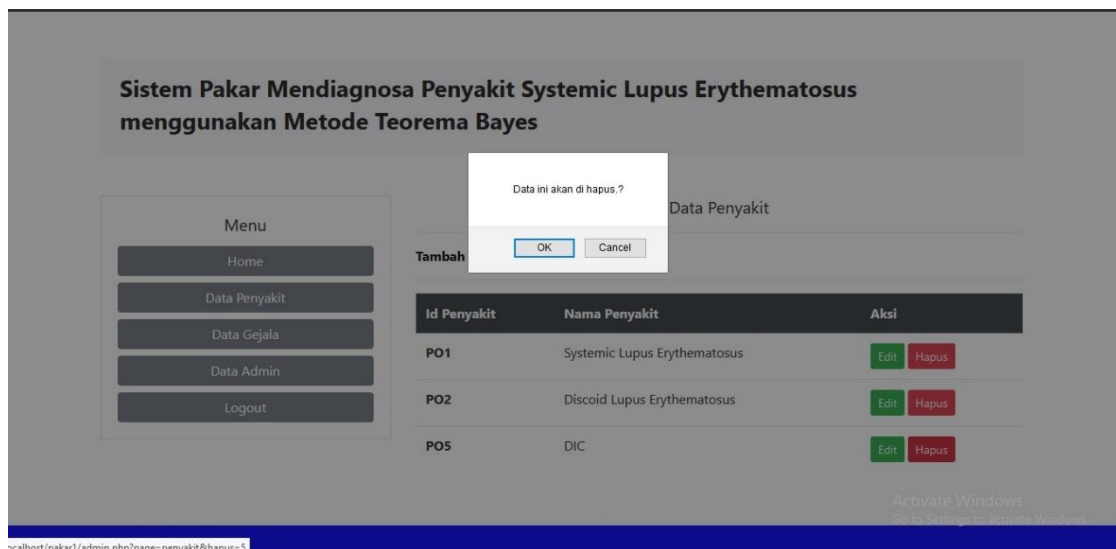 Sistem Pakar Mendiagnosa Penyakit Systemic Lupus Erythematosus
menggunakan Metode Teorema Bayes
Data ini akan di hapus.?
OK Cancel
Data Penyakit
Menu
Home
Data Penyakit
Data Gejala
Data Admin
Logout
Tambah
Id Penyakit Nama Penyakit Aksi
PO1 Systemic Lupus Erythematosus Edit Hapus
PO2 Discoid Lupus Erythematosus Edit Hapus
PO5 DIC Edit Hapus
Activate Windows
Go to Settings to activate Windows.
localhost/pakar1/admin.php?page=penyakit&hapus=5